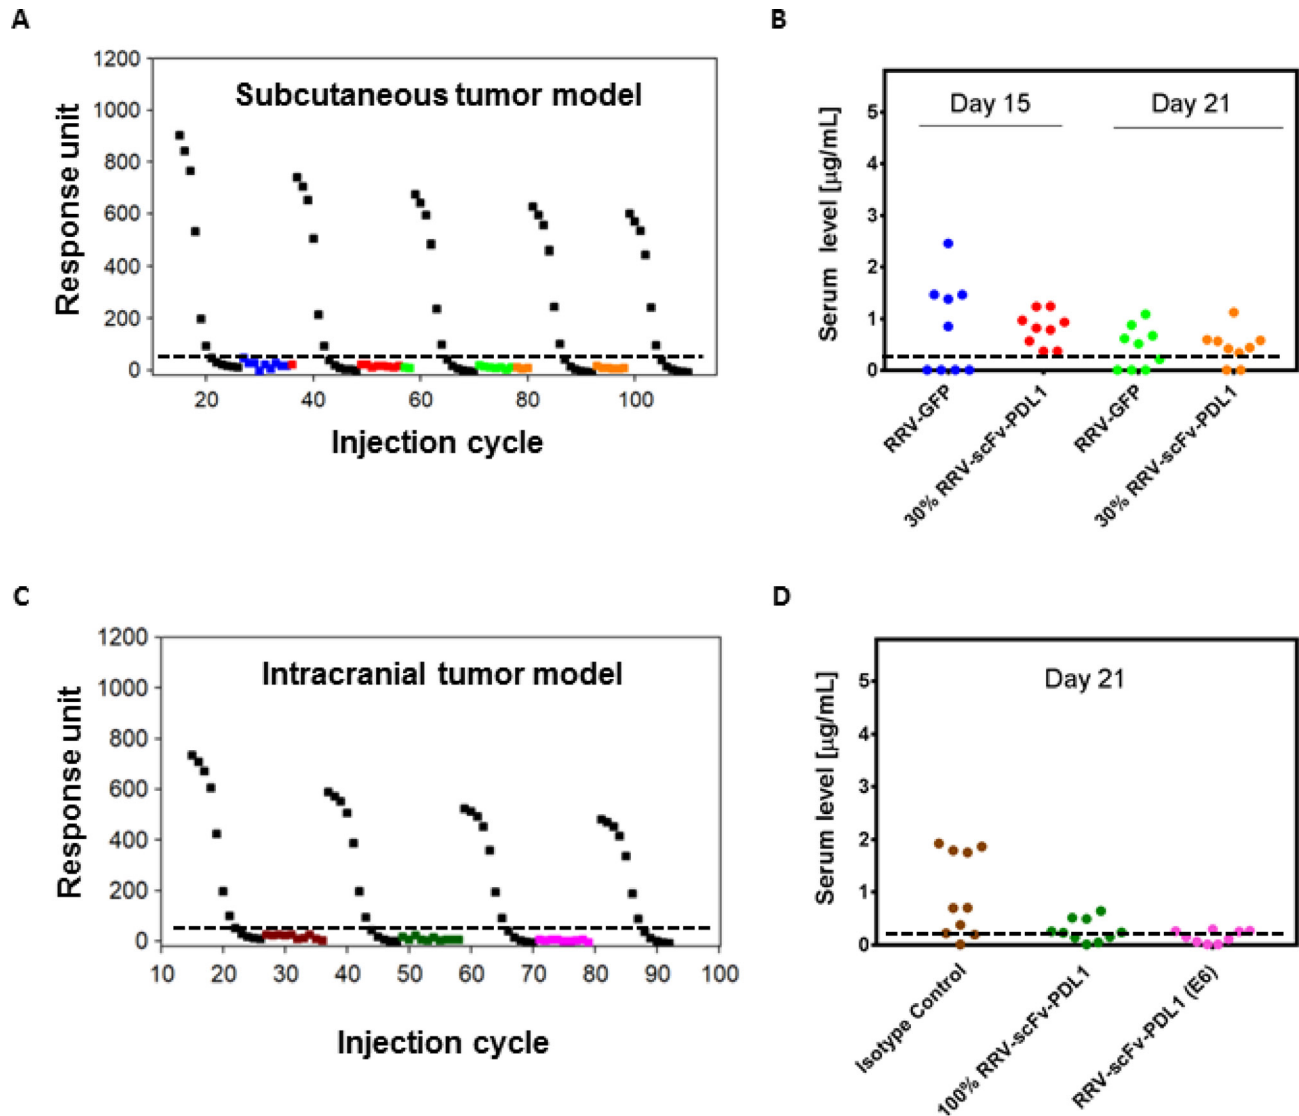 A
Subcutaneous tumor model
Response unit
1200
1000
800
600
400
200
0
20
40
60
80
100
Injection cycle
B
Day 15
Day 21
Serum level [µg/mL]
5
4
3
2
1
0
RRV-GFP
30% RRV-scFv-PDL1
RRV-GFP
30% RRV-scFv-PDL1
C
Intracranial tumor model
Response unit
1200
1000
800
600
400
200
0
10
20
30
40
50
60
70
80
90
100
Injection cycle
D
Day 21
Serum level [µg/mL]
5
4
3
2
1
0
Isotype Control
100% RRV-scFv-PDL1
RRV-scFv-PDL1 (E6)